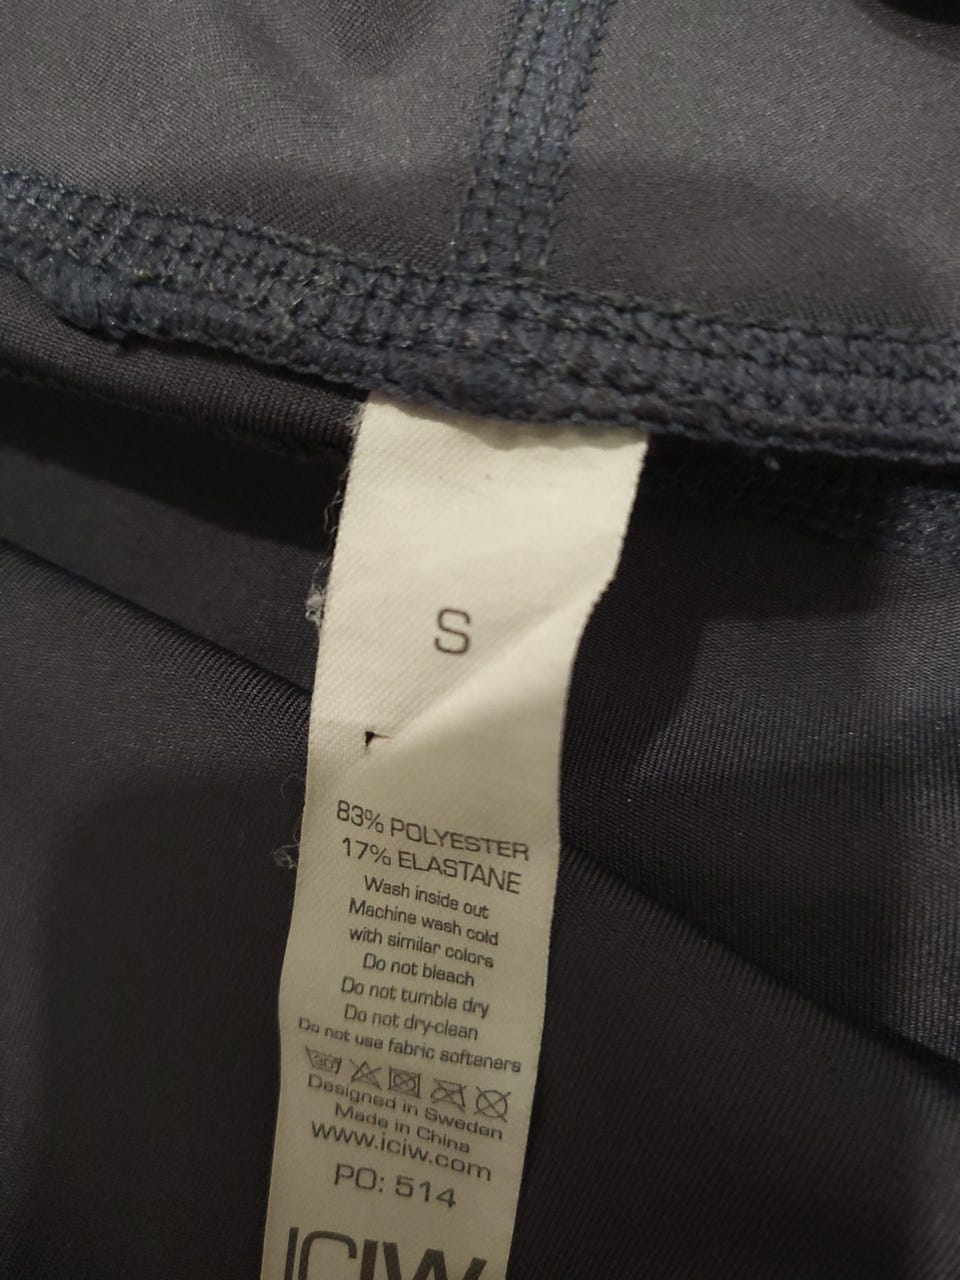 S
83% POLYESTER
17% ELASTANE
Wash inside out
Machine wash cold
with similar colors
Do not bleach
Do not tumble dry
Do not dry-clean
Do not use fabric softeners
30°
Designed in Sweden
Made in China
www.iciw.com
PO: 514
ICIW